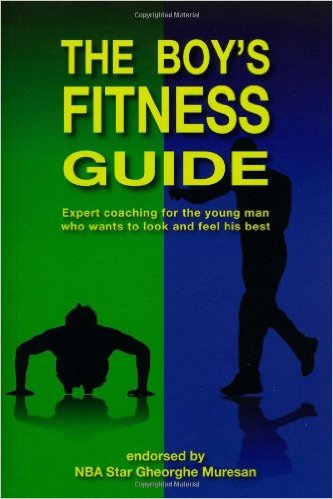 THE BOY'S
FITNESS
GUIDE
Expert coaching for the young man
who wants to look and feel his best
endorsed by
NBA Star Gheorghe Muresan